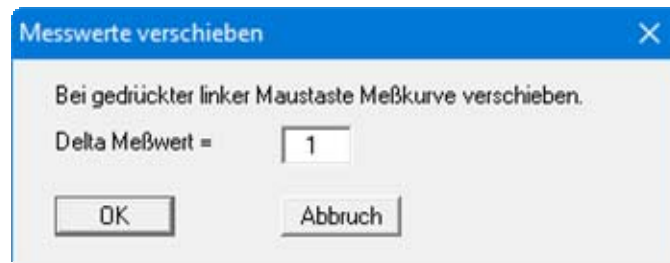 Messwerte verschieben
Bei gedrückter linker Maustaste Meßkurve verschieben.
Delta Meßwert = 1
OK Abbruch